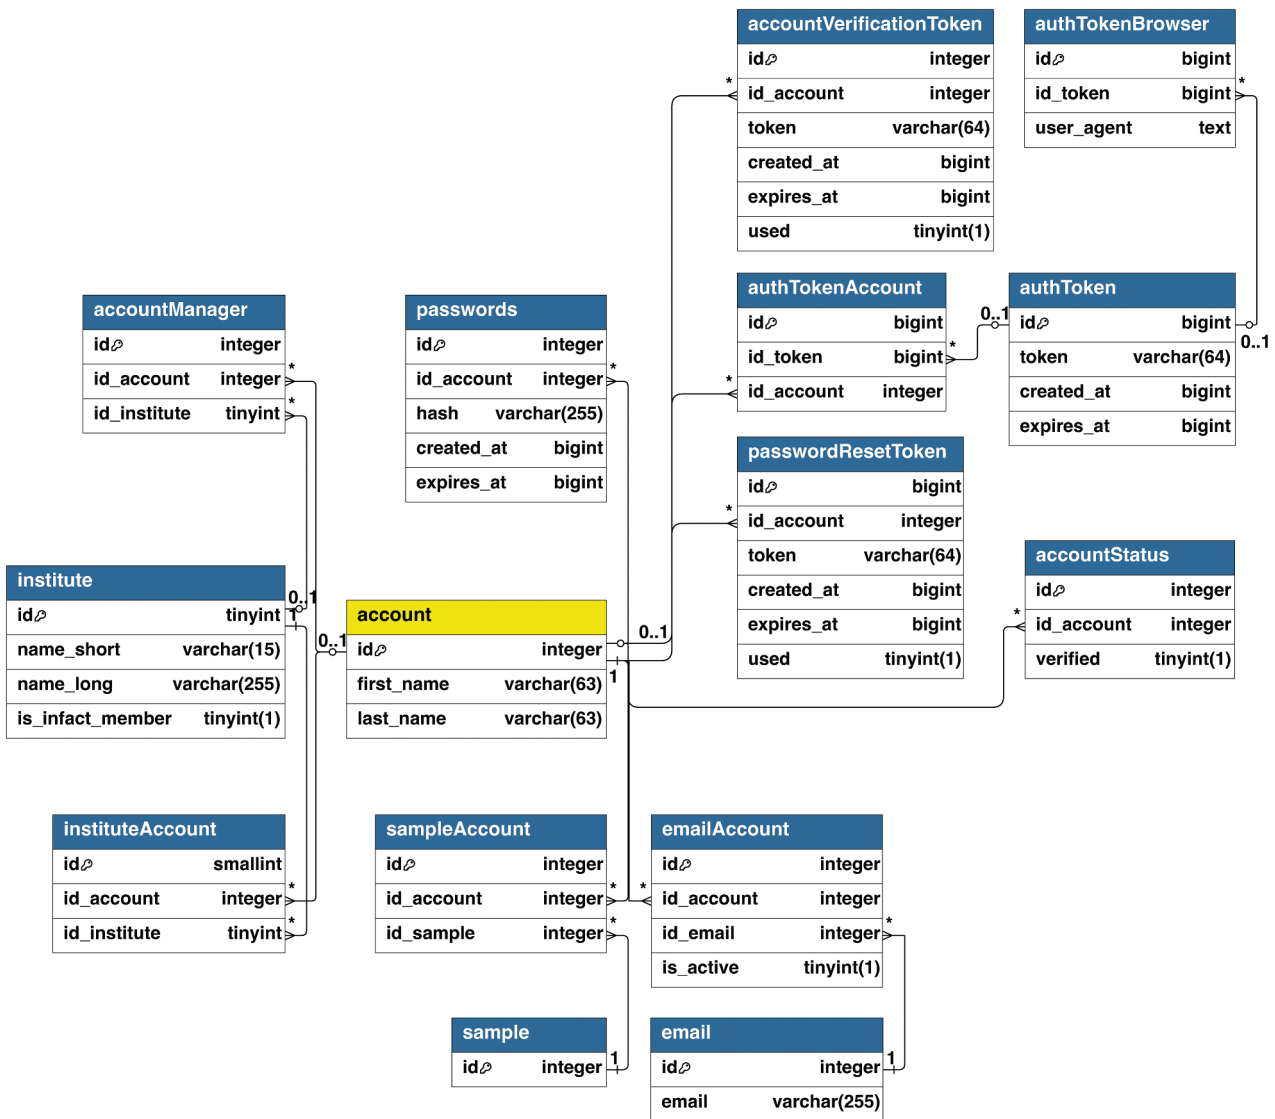 accountVerificationToken
id integer
* id_account integer
token varchar(64)
created_at bigint
expires_at bigint
used tinyint(1)
authTokenBrowser
id bigint
id_token bigint *
user_agent text
authTokenAccount
id bigint
id_token bigint *
* id_account integer
authToken
0..1 id bigint 0..1
token varchar(64)
created_at bigint
expires_at bigint
accountManager
id integer
id_account integer *
id_institute tinyint *
passwords
id integer
id_account integer *
hash varchar(255)
created_at bigint
expires_at bigint
passwordResetToken
id bigint
* id_account integer
token varchar(64)
created_at bigint
expires_at bigint
used tinyint(1)
accountStatus
id integer
* id_account integer
verified tinyint(1)
institute
id tinyint 0..1 1
name_short varchar(15)
name_long varchar(255)
is_infact_member tinyint(1)
account
0..1 id integer 0..1 1
first_name varchar(63)
last_name varchar(63)
instituteAccount
id smallint
id_account integer *
id_institute tinyint *
sampleAccount
id integer
id_account integer *
id_sample integer *
emailAccount
id integer
* id_account integer
id_email integer *
is_active tinyint(1)
sample
id integer 1
email
id integer 1
email varchar(255)